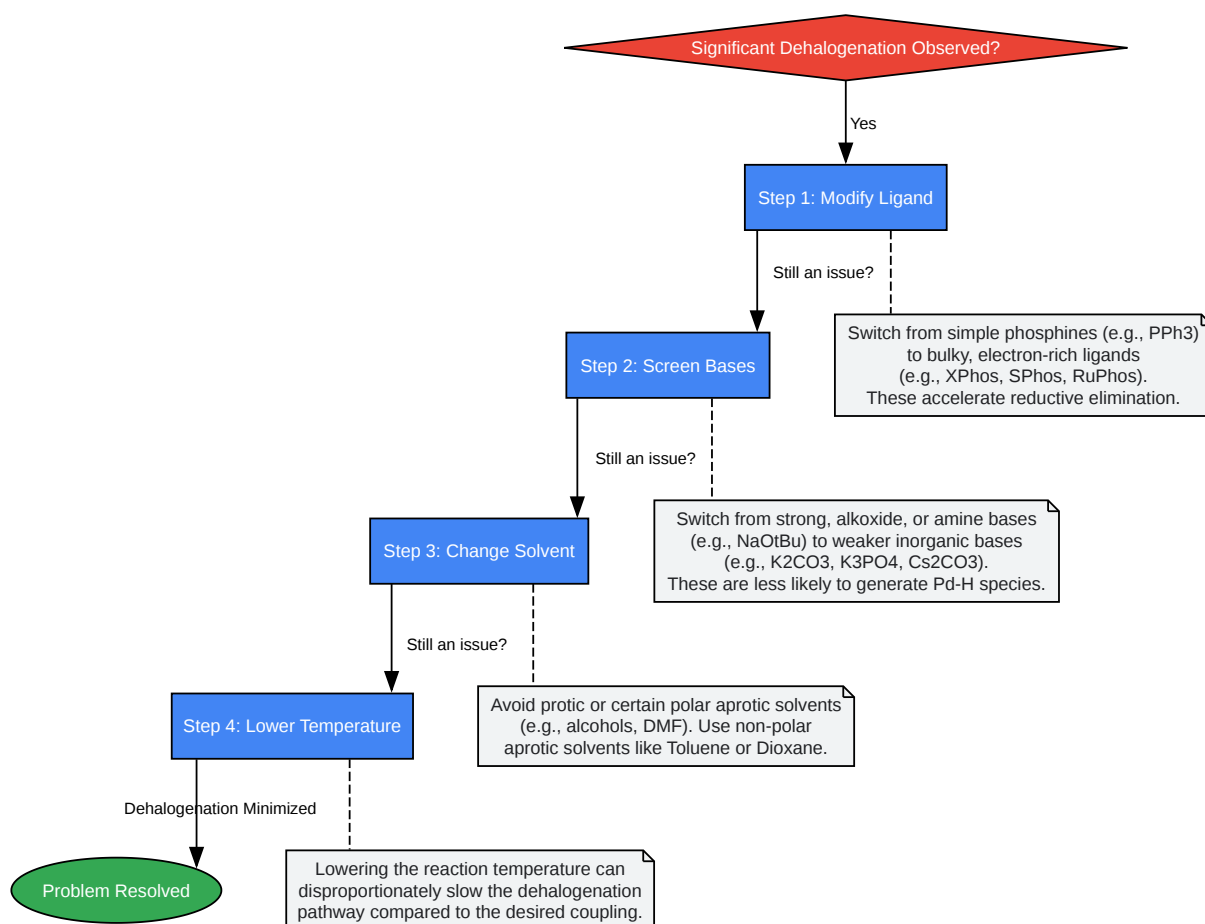 Significant Dehalogenation Observed?
Yes
Step 1: Modify Ligand
Still an issue?
Switch from simple phosphines (e.g., PPh3)
to bulky, electron-rich ligands
(e.g., XPhos, SPhos, RuPhos).
These accelerate reductive elimination.
Step 2: Screen Bases
Still an issue?
Switch from strong, alkoxide, or amine bases
(e.g., NaOtBu) to weaker inorganic bases
(e.g., K2CO3, K3PO4, Cs2CO3).
These are less likely to generate Pd-H species.
Step 3: Change Solvent
Still an issue?
Avoid protic or certain polar aprotic solvents
(e.g., alcohols, DMF). Use non-polar
aprotic solvents like Toluene or Dioxane.
Step 4: Lower Temperature
Dehalogenation Minimized
Lowering the reaction temperature can
disproportionately slow the dehalogenation
pathway compared to the desired coupling.
Problem Resolved